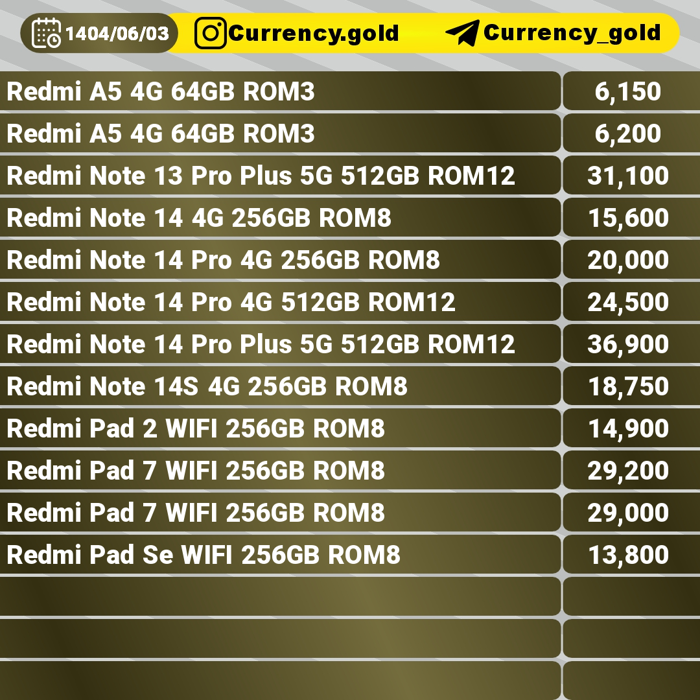 1404/06/03 Currency.gold Currency_gold
Redmi A5 4G 64GB ROM3 6,150
Redmi A5 4G 64GB ROM3 6,200
Redmi Note 13 Pro Plus 5G 512GB ROM12 31,100
Redmi Note 14 4G 256GB ROM8 15,600
Redmi Note 14 Pro 4G 256GB ROM8 20,000
Redmi Note 14 Pro 4G 512GB ROM12 24,500
Redmi Note 14 Pro Plus 5G 512GB ROM12 36,900
Redmi Note 14S 4G 256GB ROM8 18,750
Redmi Pad 2 WIFI 256GB ROM8 14,900
Redmi Pad 7 WIFI 256GB ROM8 29,200
Redmi Pad 7 WIFI 256GB ROM8 29,000
Redmi Pad Se WIFI 256GB ROM8 13,800